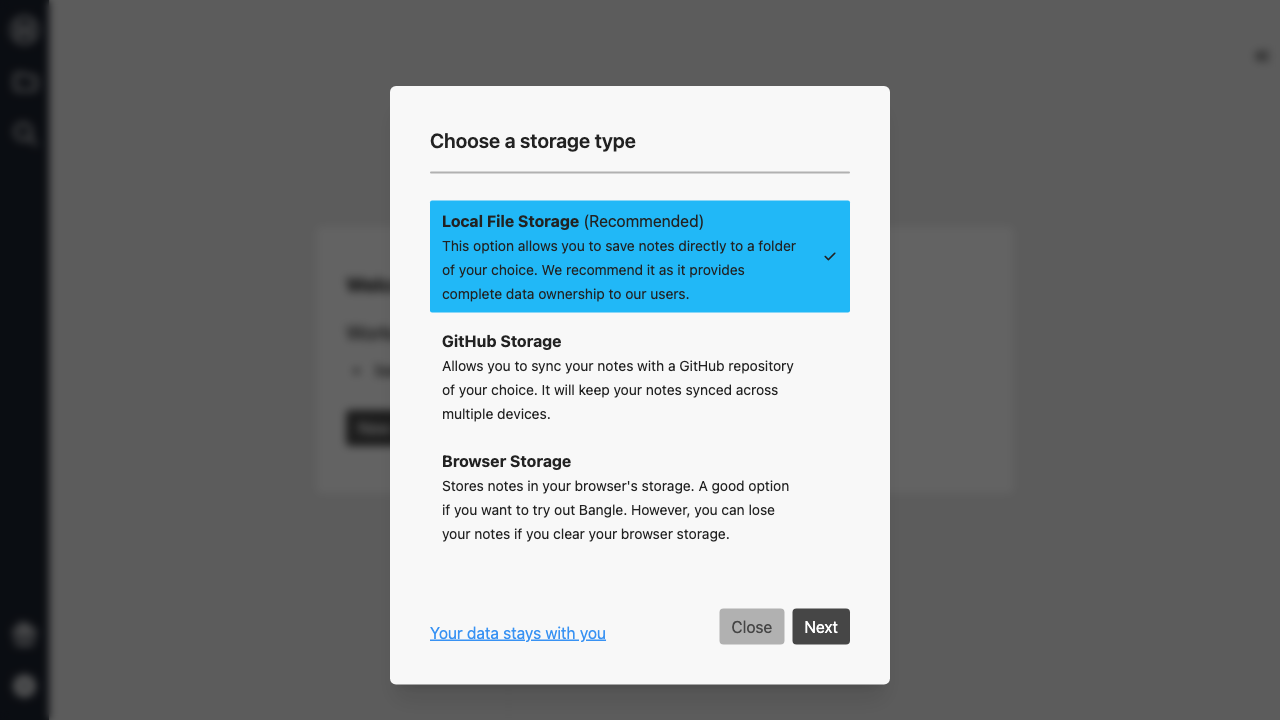 Choose a storage type
Local File Storage (Recommended)
This option allows you to save notes directly to a folder
of your choice. We recommend it as it provides
complete data ownership to our users.
GitHub Storage
Allows you to sync your notes with a GitHub repository
of your choice. It will keep your notes synced across
multiple devices.
Browser Storage
Stores notes in your browser's storage. A good option
if you want to try out Bangle. However, you can lose
your notes if you clear your browser storage.
Your data stays with you
Close
Next